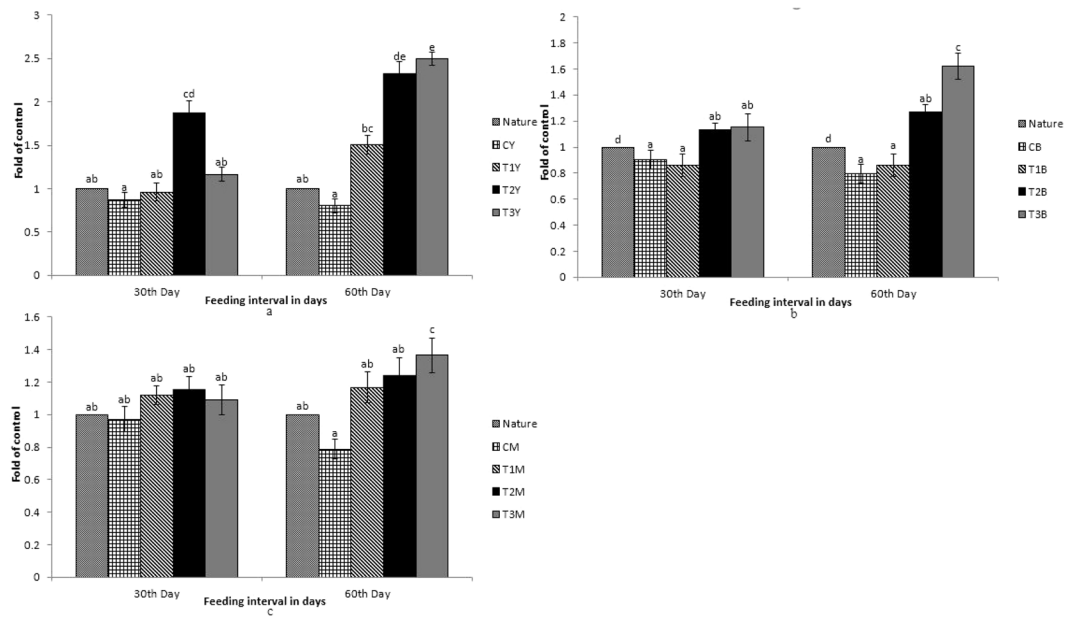 3
2.5
2
1.5
1
0.5
0
Fold of control
ab a ab cd ab
ab a bc de e
30th Day 60th Day
Feeding interval in days
a
Nature
CY
T1Y
T2Y
T3Y
2
1.8
1.6
1.4
1.2
1
0.8
0.6
0.4
0.2
0
Fold of control
d a a ab ab
d a a ab c
30th Day 60th Day
Feeding interval in days
b
Nature
CB
T1B
T2B
T3B
1.6
1.4
1.2
1
0.8
0.6
0.4
0.2
0
Fold of control
ab ab ab ab ab
ab a ab ab c
30th Day 60th Day
Feeding interval in days
c
Nature
CM
T1M
T2M
T3M